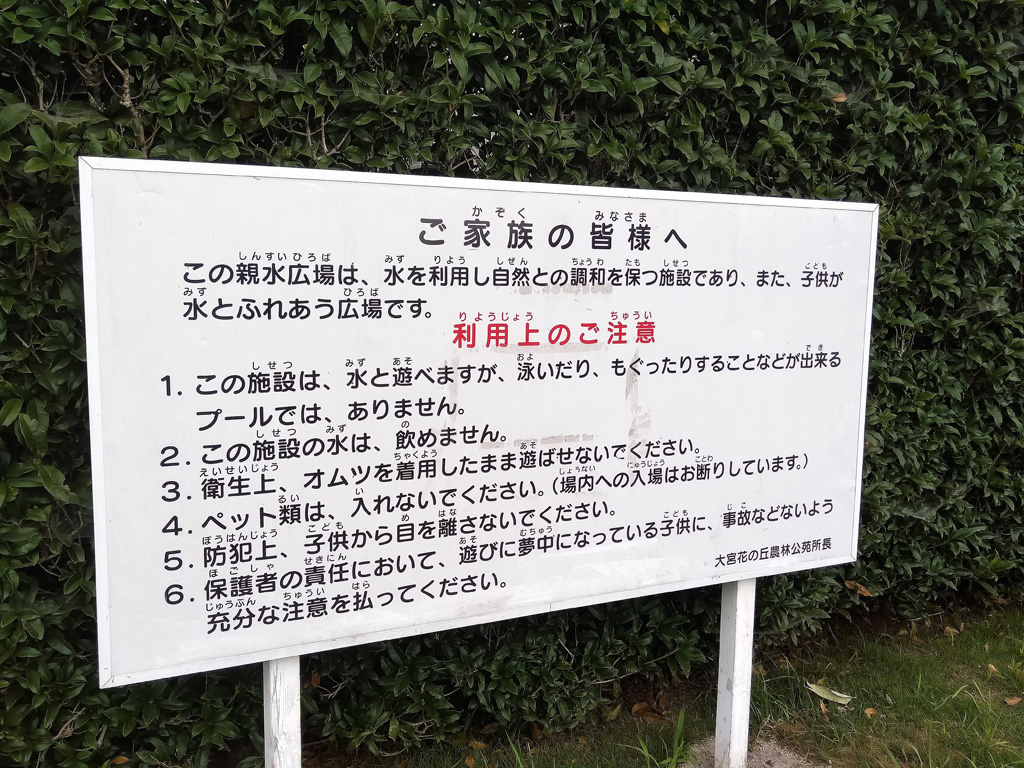 ご家族の皆様へ
この親水広場は、水を利用し自然との調和を保つ施設であり、また、子供が
水とふれあう広場です。
利用上のご注意
1. この施設は、水と遊べますが、泳いだり、もぐったりすることなどが出来る
プールでは、ありません。
2. この施設の水は、飲めません。
3. 衛生上、オムツを着用したまま遊ばせないでください。
4. ペット類は、入れないでください。(場内への入場はお断りしています。)
5. 防犯上、子供から目を離さないでください。
6. 保護者の責任において、遊びに夢中になっている子供に、事故などないよう
充分な注意を払ってください。
大宮花の丘農林公苑所長